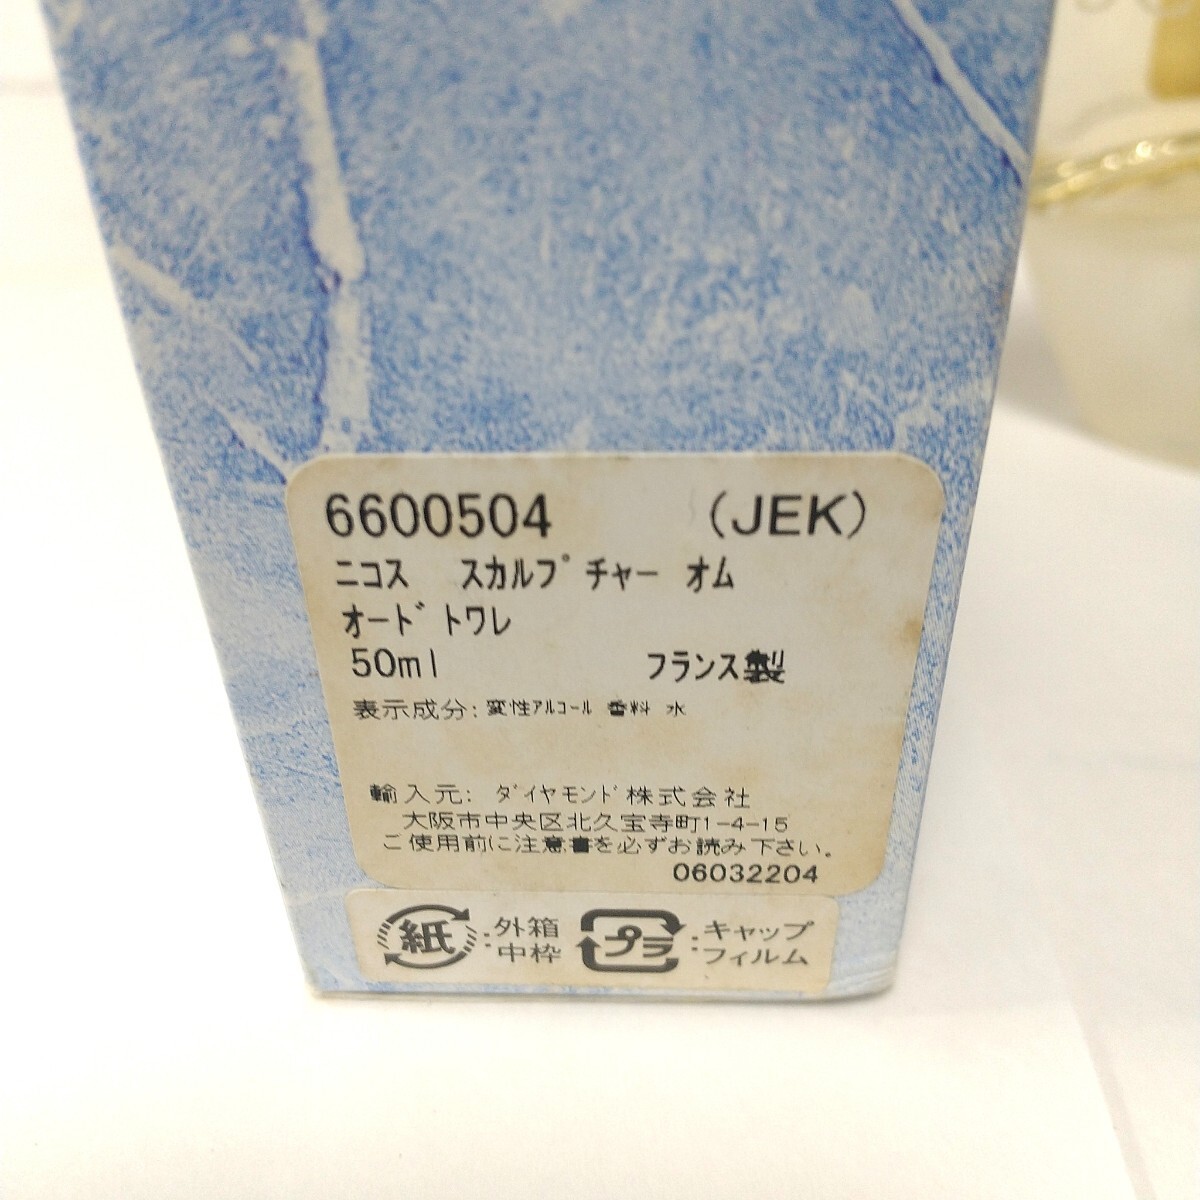 6600504 (JEK)
ニコス スカルプチャー オム
オードトワレ
50ml フランス製
表示成分: 変性アルコール 香料 水
輸入元: ダイヤモンド株式会社
大阪市中央区北久宝寺町1-4-15
ご使用前に注意書を必ずお読み下さい。
06032204
紙:外箱
中枠
プラ:キャップ
フィルム